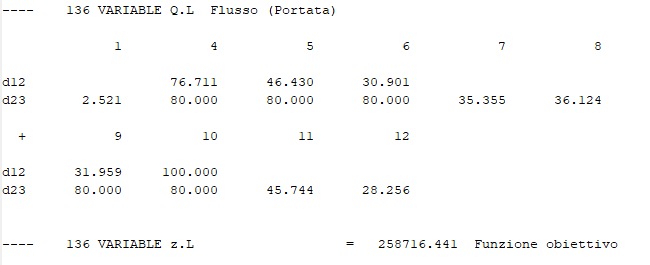 ---- 136 VARIABLE Q.L Flusso (Portata)
1 4 5 6 7 8
d12 76.711 46.430 30.901
d23 2.521 80.000 80.000 80.000 35.355 36.124
+ 9 10 11 12
d12 31.959 100.000
d23 80.000 80.000 45.744 28.256
---- 136 VARIABLE z.L = 258716.441 Funzione obiettivo